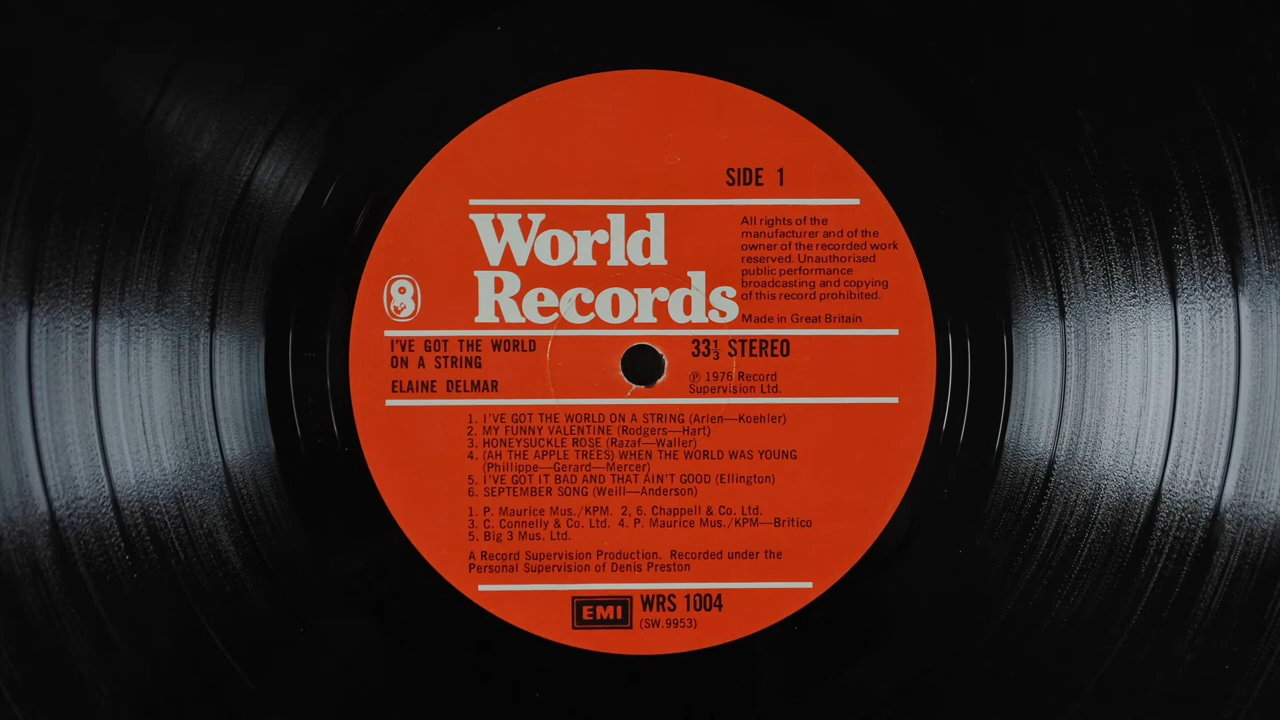 SIDE 1
World
Records
All rights of the
manufacturer and of the
owner of the recorded work
reserved. Unauthorised
public performance
broadcasting and copying
of this record prohibited.
Made in Great Britain
I'VE GOT THE WORLD
ON A STRING
ELAINE DELMAR
33⅓ STEREO
℗ 1976 Record
Supervision Ltd.
1. I'VE GOT THE WORLD ON A STRING (Arlen—Koehler)
2. MY FUNNY VALENTINE (Rodgers—Hart)
3. HONEYSUCKLE ROSE (Razaf—Waller)
4. (AH THE APPLE TREES) WHEN THE WORLD WAS YOUNG
(Phillippe—Gerard—Mercer)
5. I'VE GOT IT BAD AND THAT AIN'T GOOD (Ellington)
6. SEPTEMBER SONG (Weill—Anderson)
1. P. Maurice Mus./KPM. 2, 6. Chappell & Co. Ltd.
3. C. Connelly & Co. Ltd. 4. P. Maurice Mus./KPM—Britico
5. Big 3 Mus. Ltd.
A Record Supervision Production. Recorded under the
Personal Supervision of Denis Preston
EMI WRS 1004
(SW.9953)